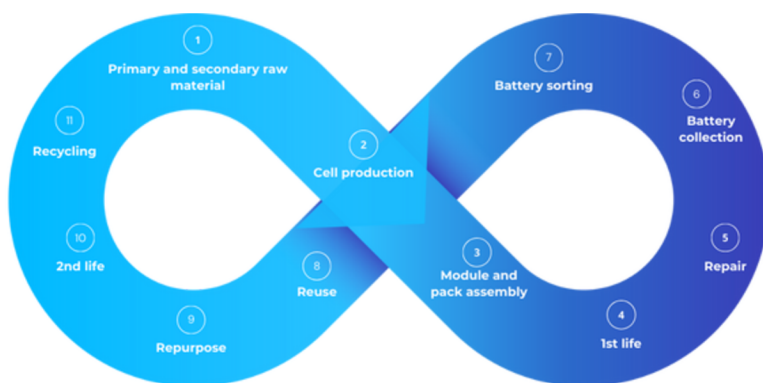 1
Primary and secondary raw
material
2
Cell production
3
Module and
pack assembly
4
1st life
5
Repair
6
Battery
collection
7
Battery sorting
8
Reuse
9
Repurpose
10
2nd life
11
Recycling